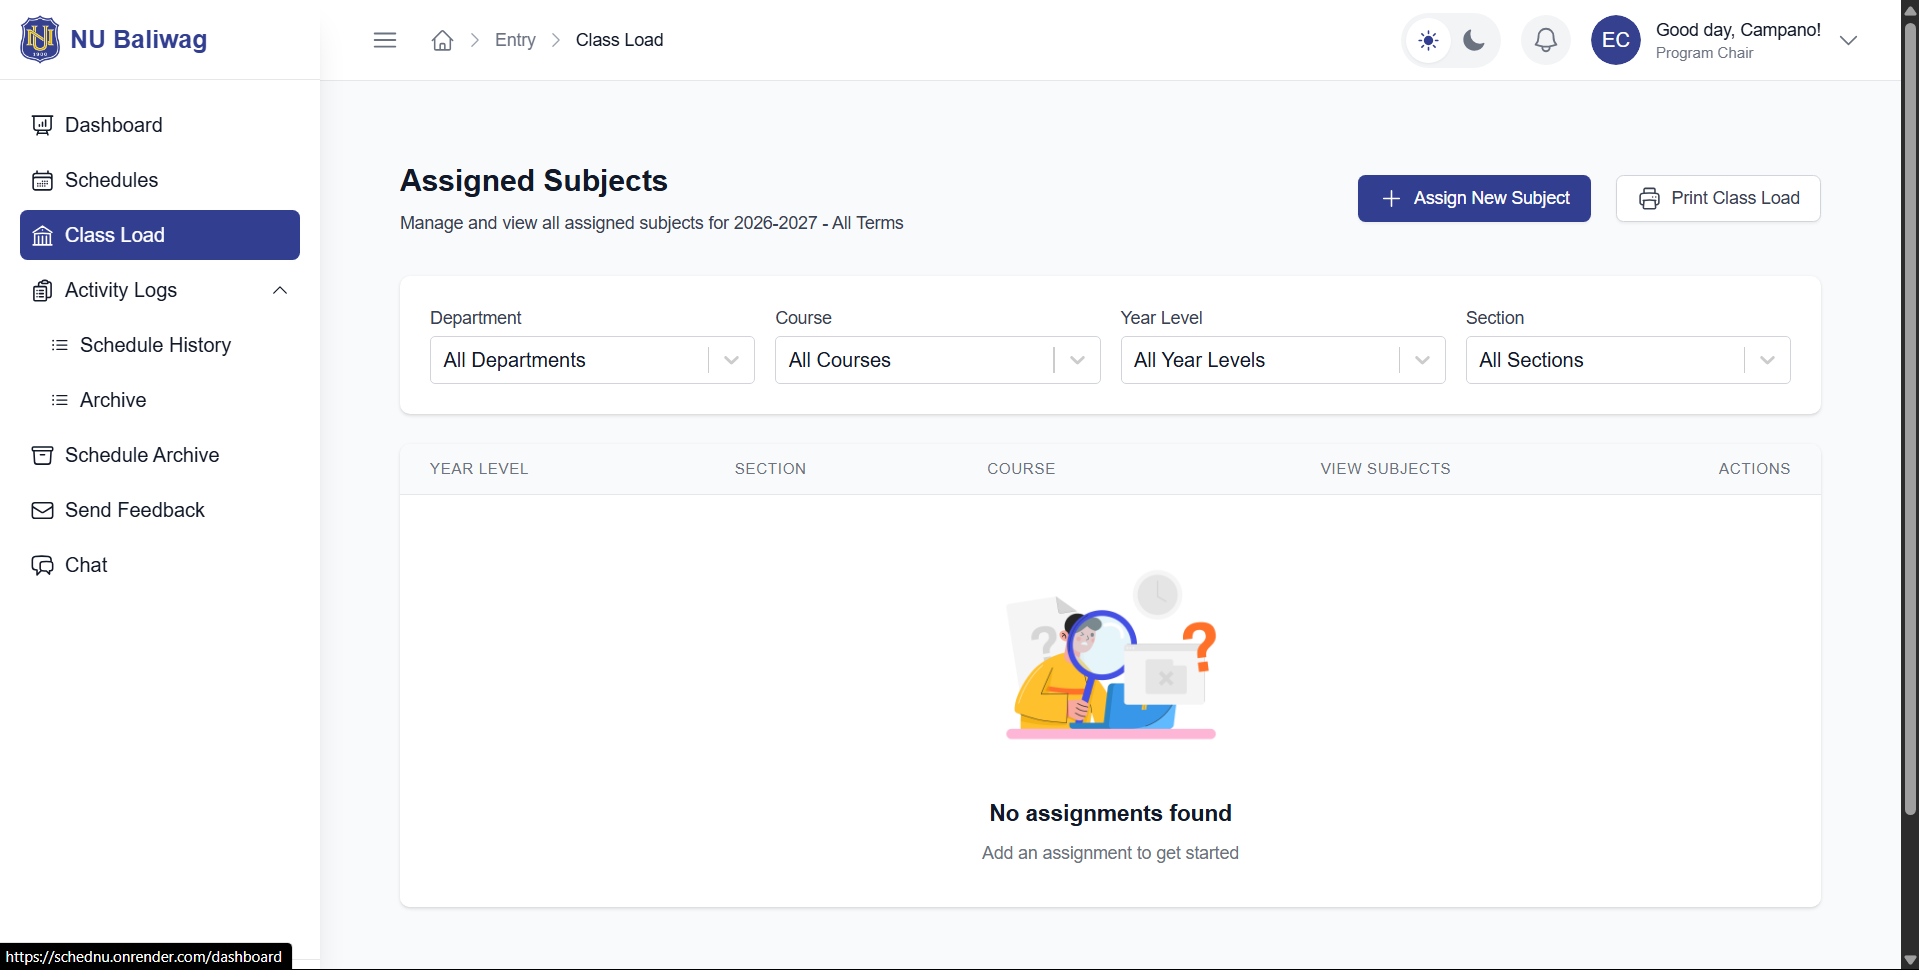 NU Baliwag
Entry
Class Load
EC
Good day, Campano!
Program Chair
Dashboard
Schedules
Class Load
Activity Logs
Schedule History
Archive
Schedule Archive
Send Feedback
Chat
Assigned Subjects
Manage and view all assigned subjects for 2026-2027 - All Terms
Assign New Subject
Print Class Load
Department
Course
Year Level
Section
All Departments
All Courses
All Year Levels
All Sections
YEAR LEVEL
SECTION
COURSE
VIEW SUBJECTS
ACTIONS
?
?
No assignments found
Add an assignment to get started
https://schednu.onrender.com/dashboard